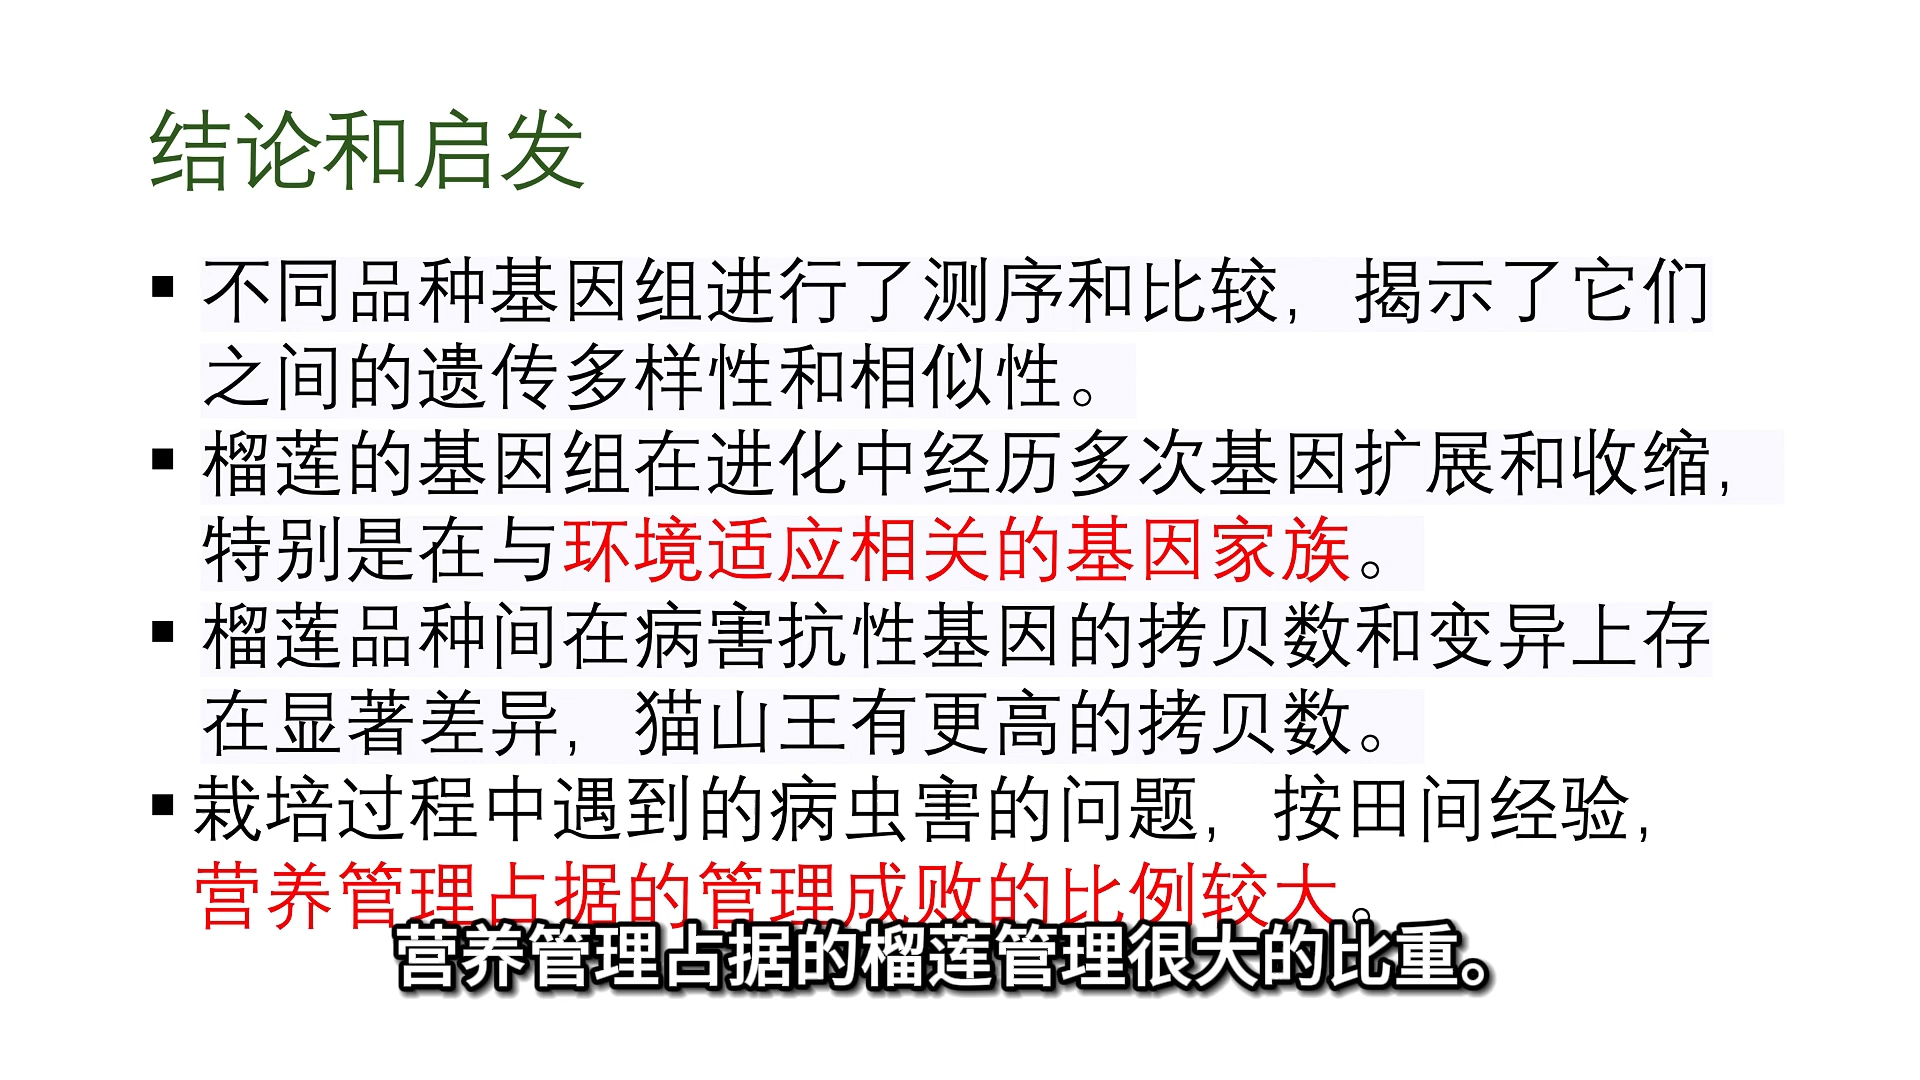 结论和启发
▪ 不同品种基因组进行了测序和比较，揭示了它们
之间的遗传多样性和相似性。
▪ 榴莲的基因组在进化中经历多次基因扩展和收缩，
特别是在与环境适应相关的基因家族。
▪ 榴莲品种间在病害抗性基因的拷贝数和变异上存
在显著差异，猫山王有更高的拷贝数。
▪ 栽培过程中遇到的病虫害的问题，按田间经验，
营养管理占据的管理成败的比例较大。
营养管理占据的榴莲管理很大的比重。